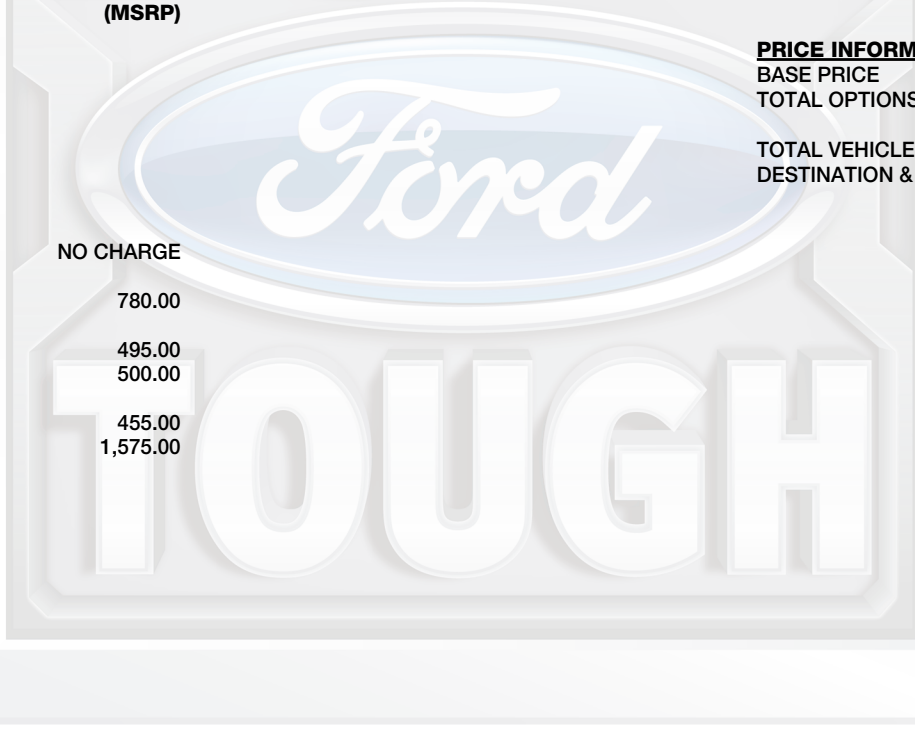 (MSRP)
PRICE INFORM
BASE PRICE
TOTAL OPTIONS
TOTAL VEHICLE
DESTINATION &
NO CHARGE
780.00
495.00
500.00
455.00
1,575.00
Ford
TOUGH